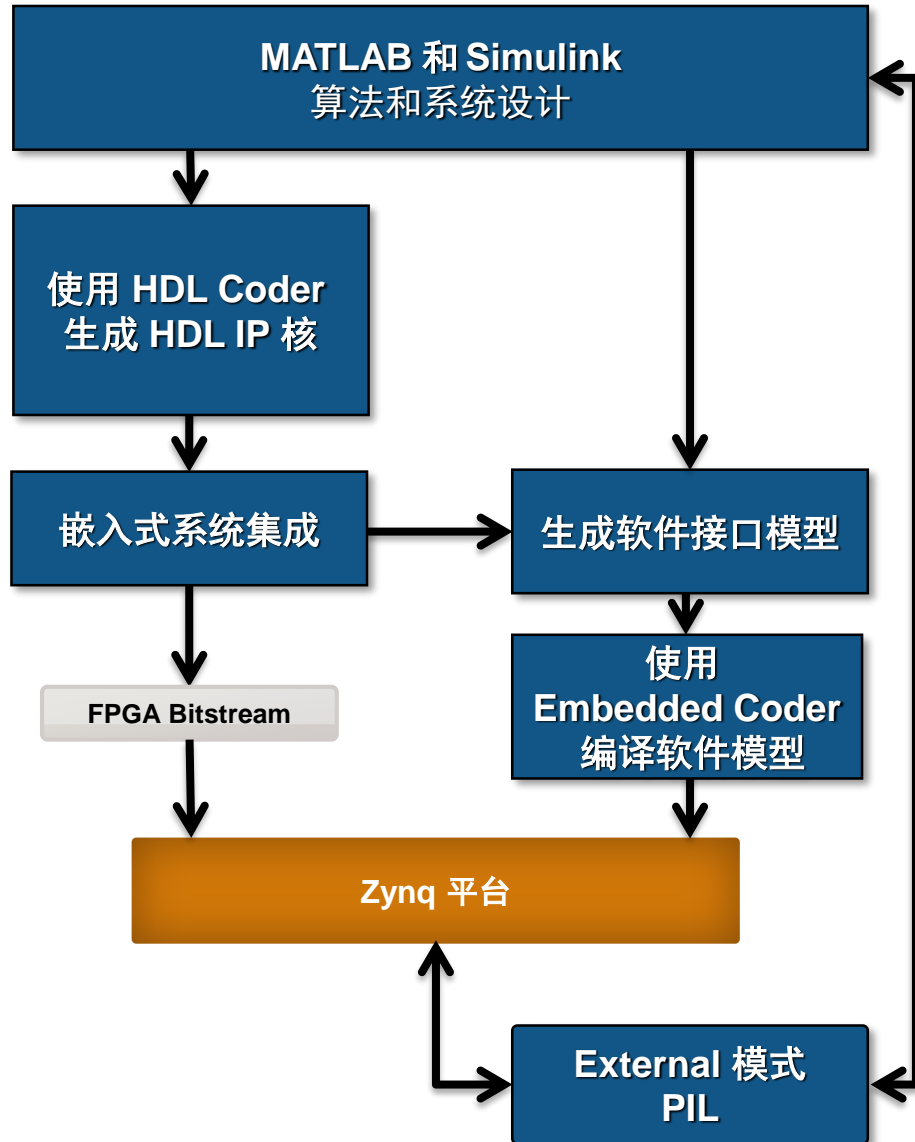 MATLAB 和 Simulink
算法和系统设计
使用 HDL Coder
生成 HDL IP 核
嵌入式系统集成
生成软件接口模型
FPGA Bitstream
使用
Embedded Coder
编译软件模型
Zynq 平台
External 模式
PIL